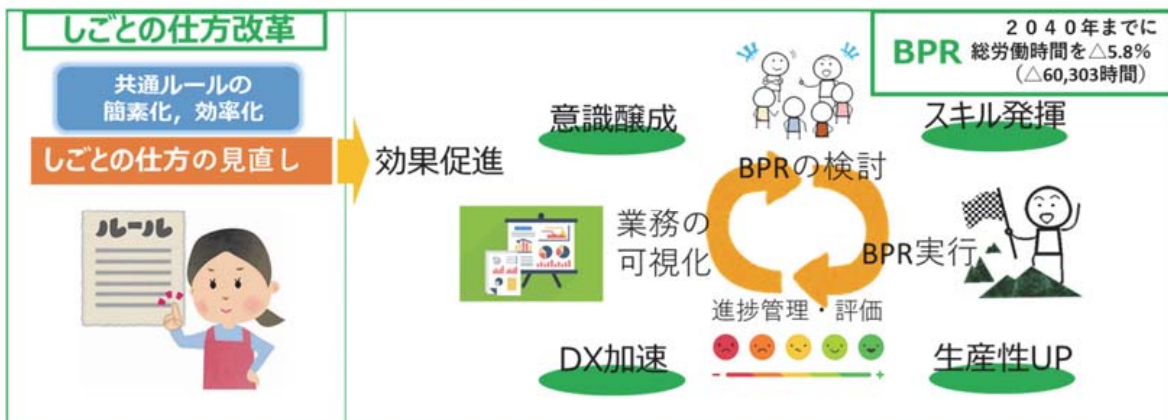 しごとの仕方改革
共通ルールの
簡素化，効率化
しごとの仕方の見直し
ルール
効果促進
BPR
２０４０年までに
総労働時間を△5.8%
（△60,303時間）
意識醸成
スキル発揮
BPRの検討
業務の
可視化
BPR実行
進捗管理・評価
DX加速
- +
生産性UP